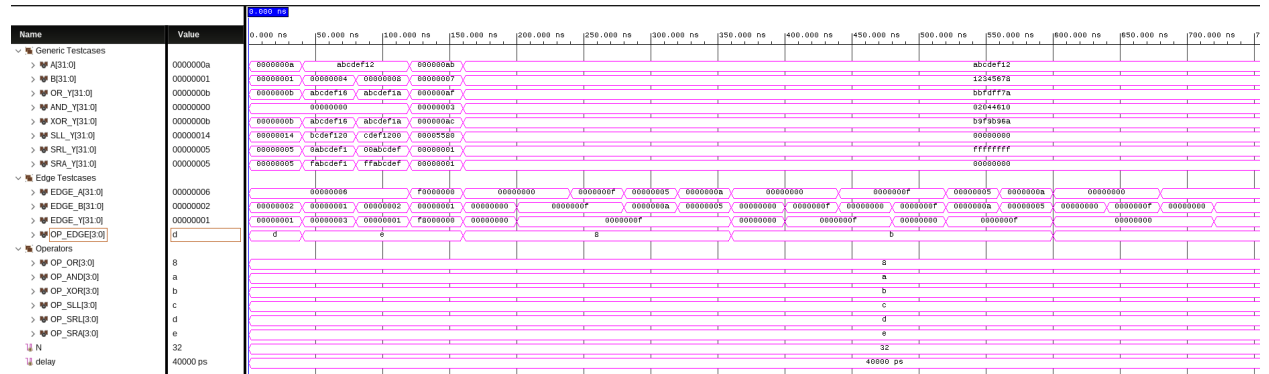 0.000 ns
Name Value 0.000 ns 50.000 ns 100.000 ns 150.000 ns 200.000 ns 250.000 ns 300.000 ns 350.000 ns 400.000 ns 450.000 ns 500.000 ns 550.000 ns 600.000 ns 650.000 ns 700.000 ns 7
Generic Testcases
A[31:0] 0000000a 0000000a abcdef12 000000ab abcdef12
B[31:0] 00000001 00000001 00000004 00000008 00000007 12345678
OR_Y[31:0] 0000000b 0000000b abcdef16 abcdef1a 000000af bbfdff7a
AND_Y[31:0] 00000000 00000000 00000003 02044610
XOR_Y[31:0] 0000000b 0000000b abcdef16 abcdef1a 000000ac b9f9b96a
SLL_Y[31:0] 00000014 00000014 bcdef120 cdef1200 00005580 00000000
SRL_Y[31:0] 00000005 00000005 0abcdef1 00abcdef 00000001 ffffffff
SRA_Y[31:0] 00000005 00000005 fabcdef1 ffabcdef 00000001 00000000
Edge Testcases
EDGE_A[31:0] 00000006 00000006 f0000000 00000000 0000000f 00000005 0000000a 00000000 0000000f 00000005 0000000a 00000000
EDGE_B[31:0] 00000002 00000002 00000001 00000002 00000001 00000000 0000000f 0000000a 00000005 00000000 0000000f 00000000 0000000f 0000000a 00000005 00000000 0000000f 00000000
EDGE_Y[31:0] 00000001 00000001 00000003 00000001 f8000000 00000000 0000000f 00000000 0000000f 00000000 0000000f 00000000
OP_EDGE[3:0] d d e 8 b
Operators
OP_OR[3:0] 8 8
OP_AND[3:0] a a
OP_XOR[3:0] b b
OP_SLL[3:0] c c
OP_SRL[3:0] d d
OP_SRA[3:0] e e
N 32 32
delay 40000 ps 40000 ps